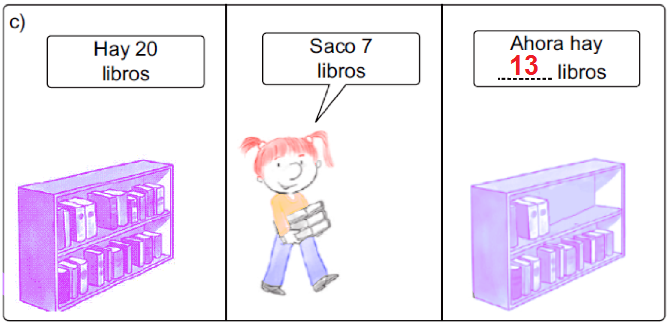 c)
Hay 20
libros
Saco 7
libros
Ahora hay
13 libros